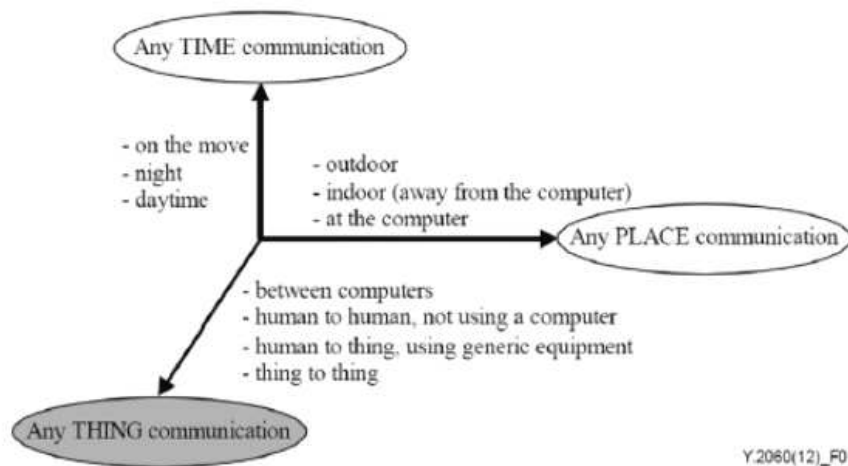 Any TIME communication
- on the move
- night
- daytime
- outdoor
- indoor (away from the computer)
- at the computer
Any PLACE communication
- between computers
- human to human, not using a computer
- human to thing, using generic equipment
- thing to thing
Any THING communication
Y.2060(12)_F0